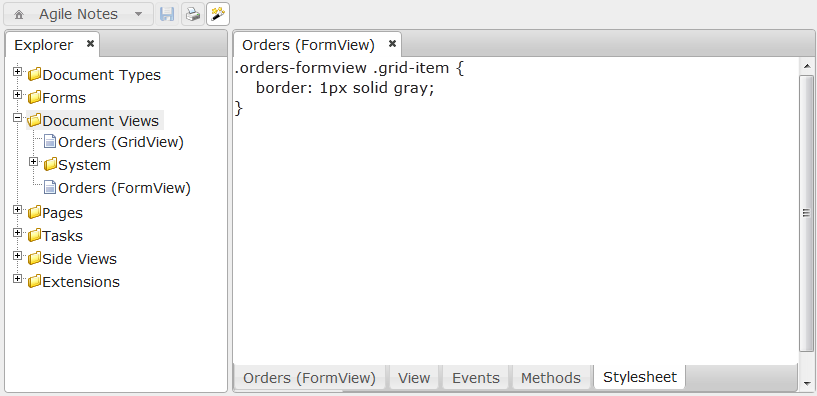 Agile Notes
Explorer
Document Types
Forms
Document Views
Orders (GridView)
System
Orders (FormView)
Pages
Tasks
Side Views
Extensions
Orders (FormView)
.orders-formview .grid-item {
    border: 1px solid gray;
}
Orders (FormView) View Events Methods Stylesheet